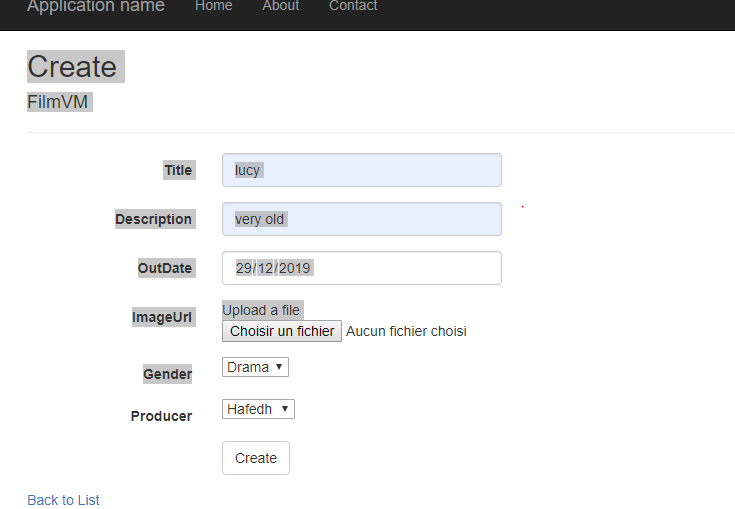 Application name Home About Contact
Create
FilmVM
Title lucy
Description very old
OutDate 29/12/2019
ImageUrl Upload a file
Choisir un fichier Aucun fichier choisi
Gender Drama
Producer Hafedh
Create
Back to List